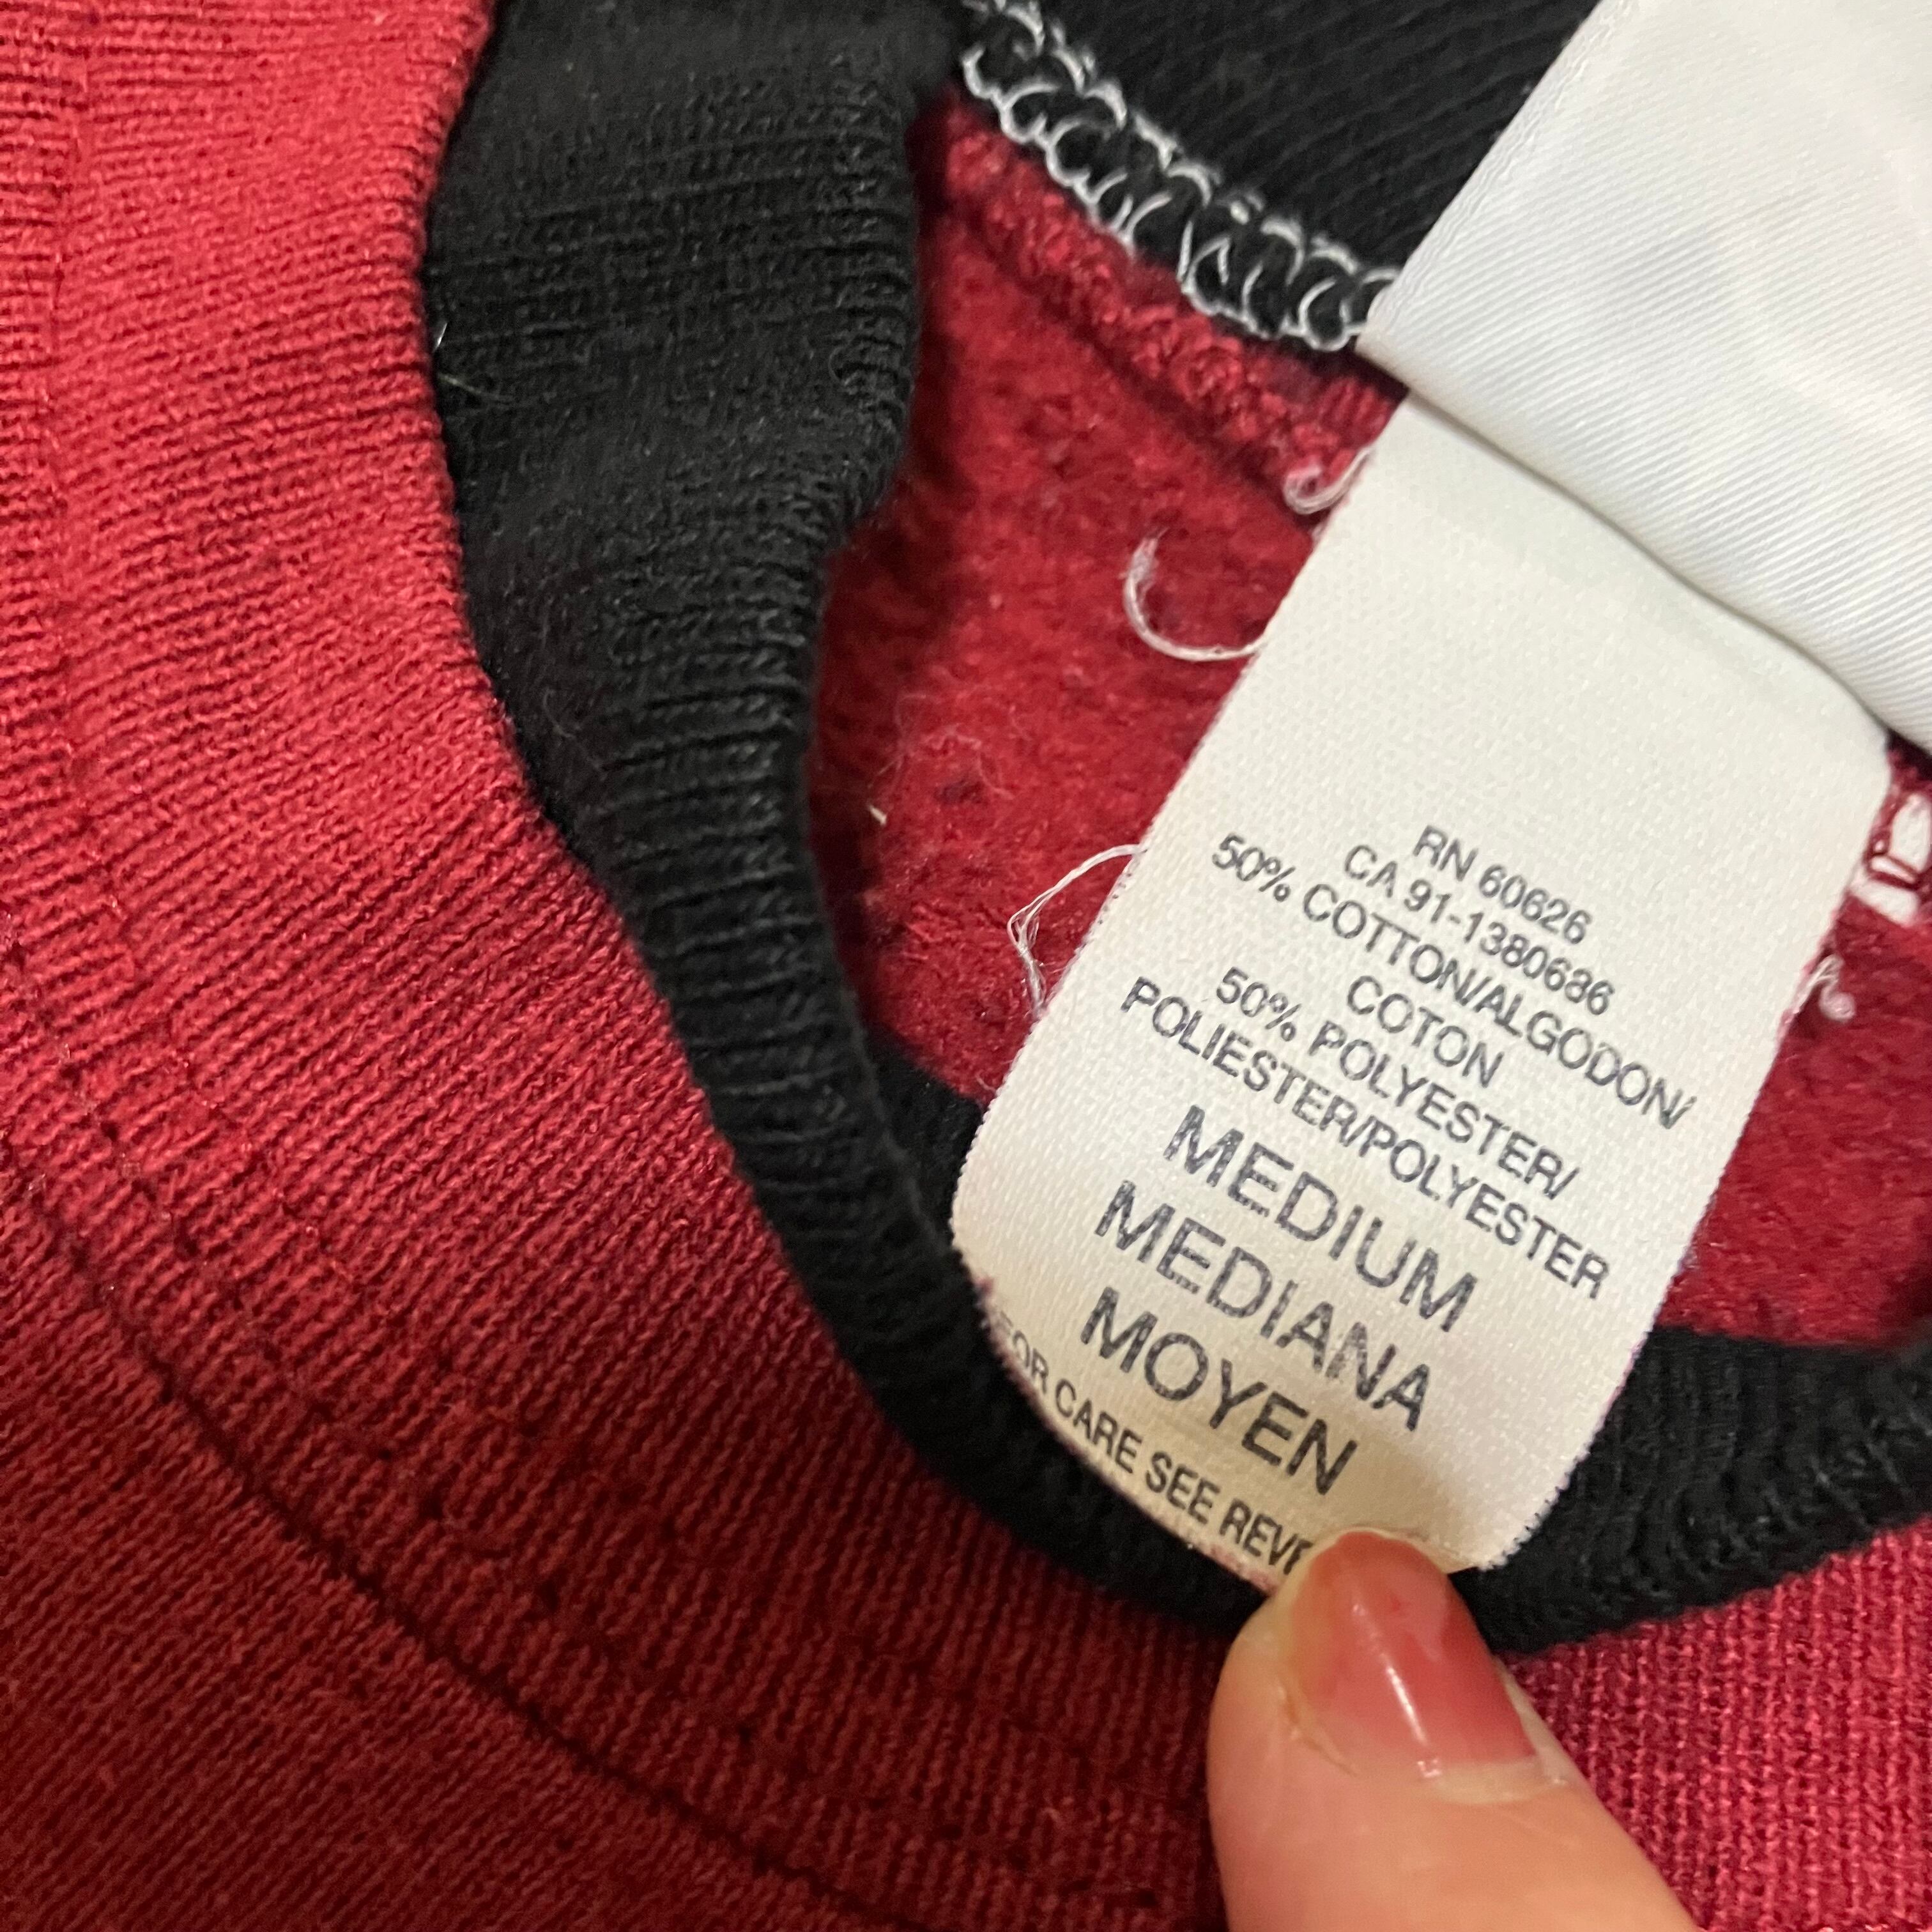 RN 60626
CA 91-1380686
50% COTTON/ALGODON/
COTON
50% POLYESTER/
POLIESTER/POLYESTER
MEDIUM
MEDIANA
MOYEN
FOR CARE SEE